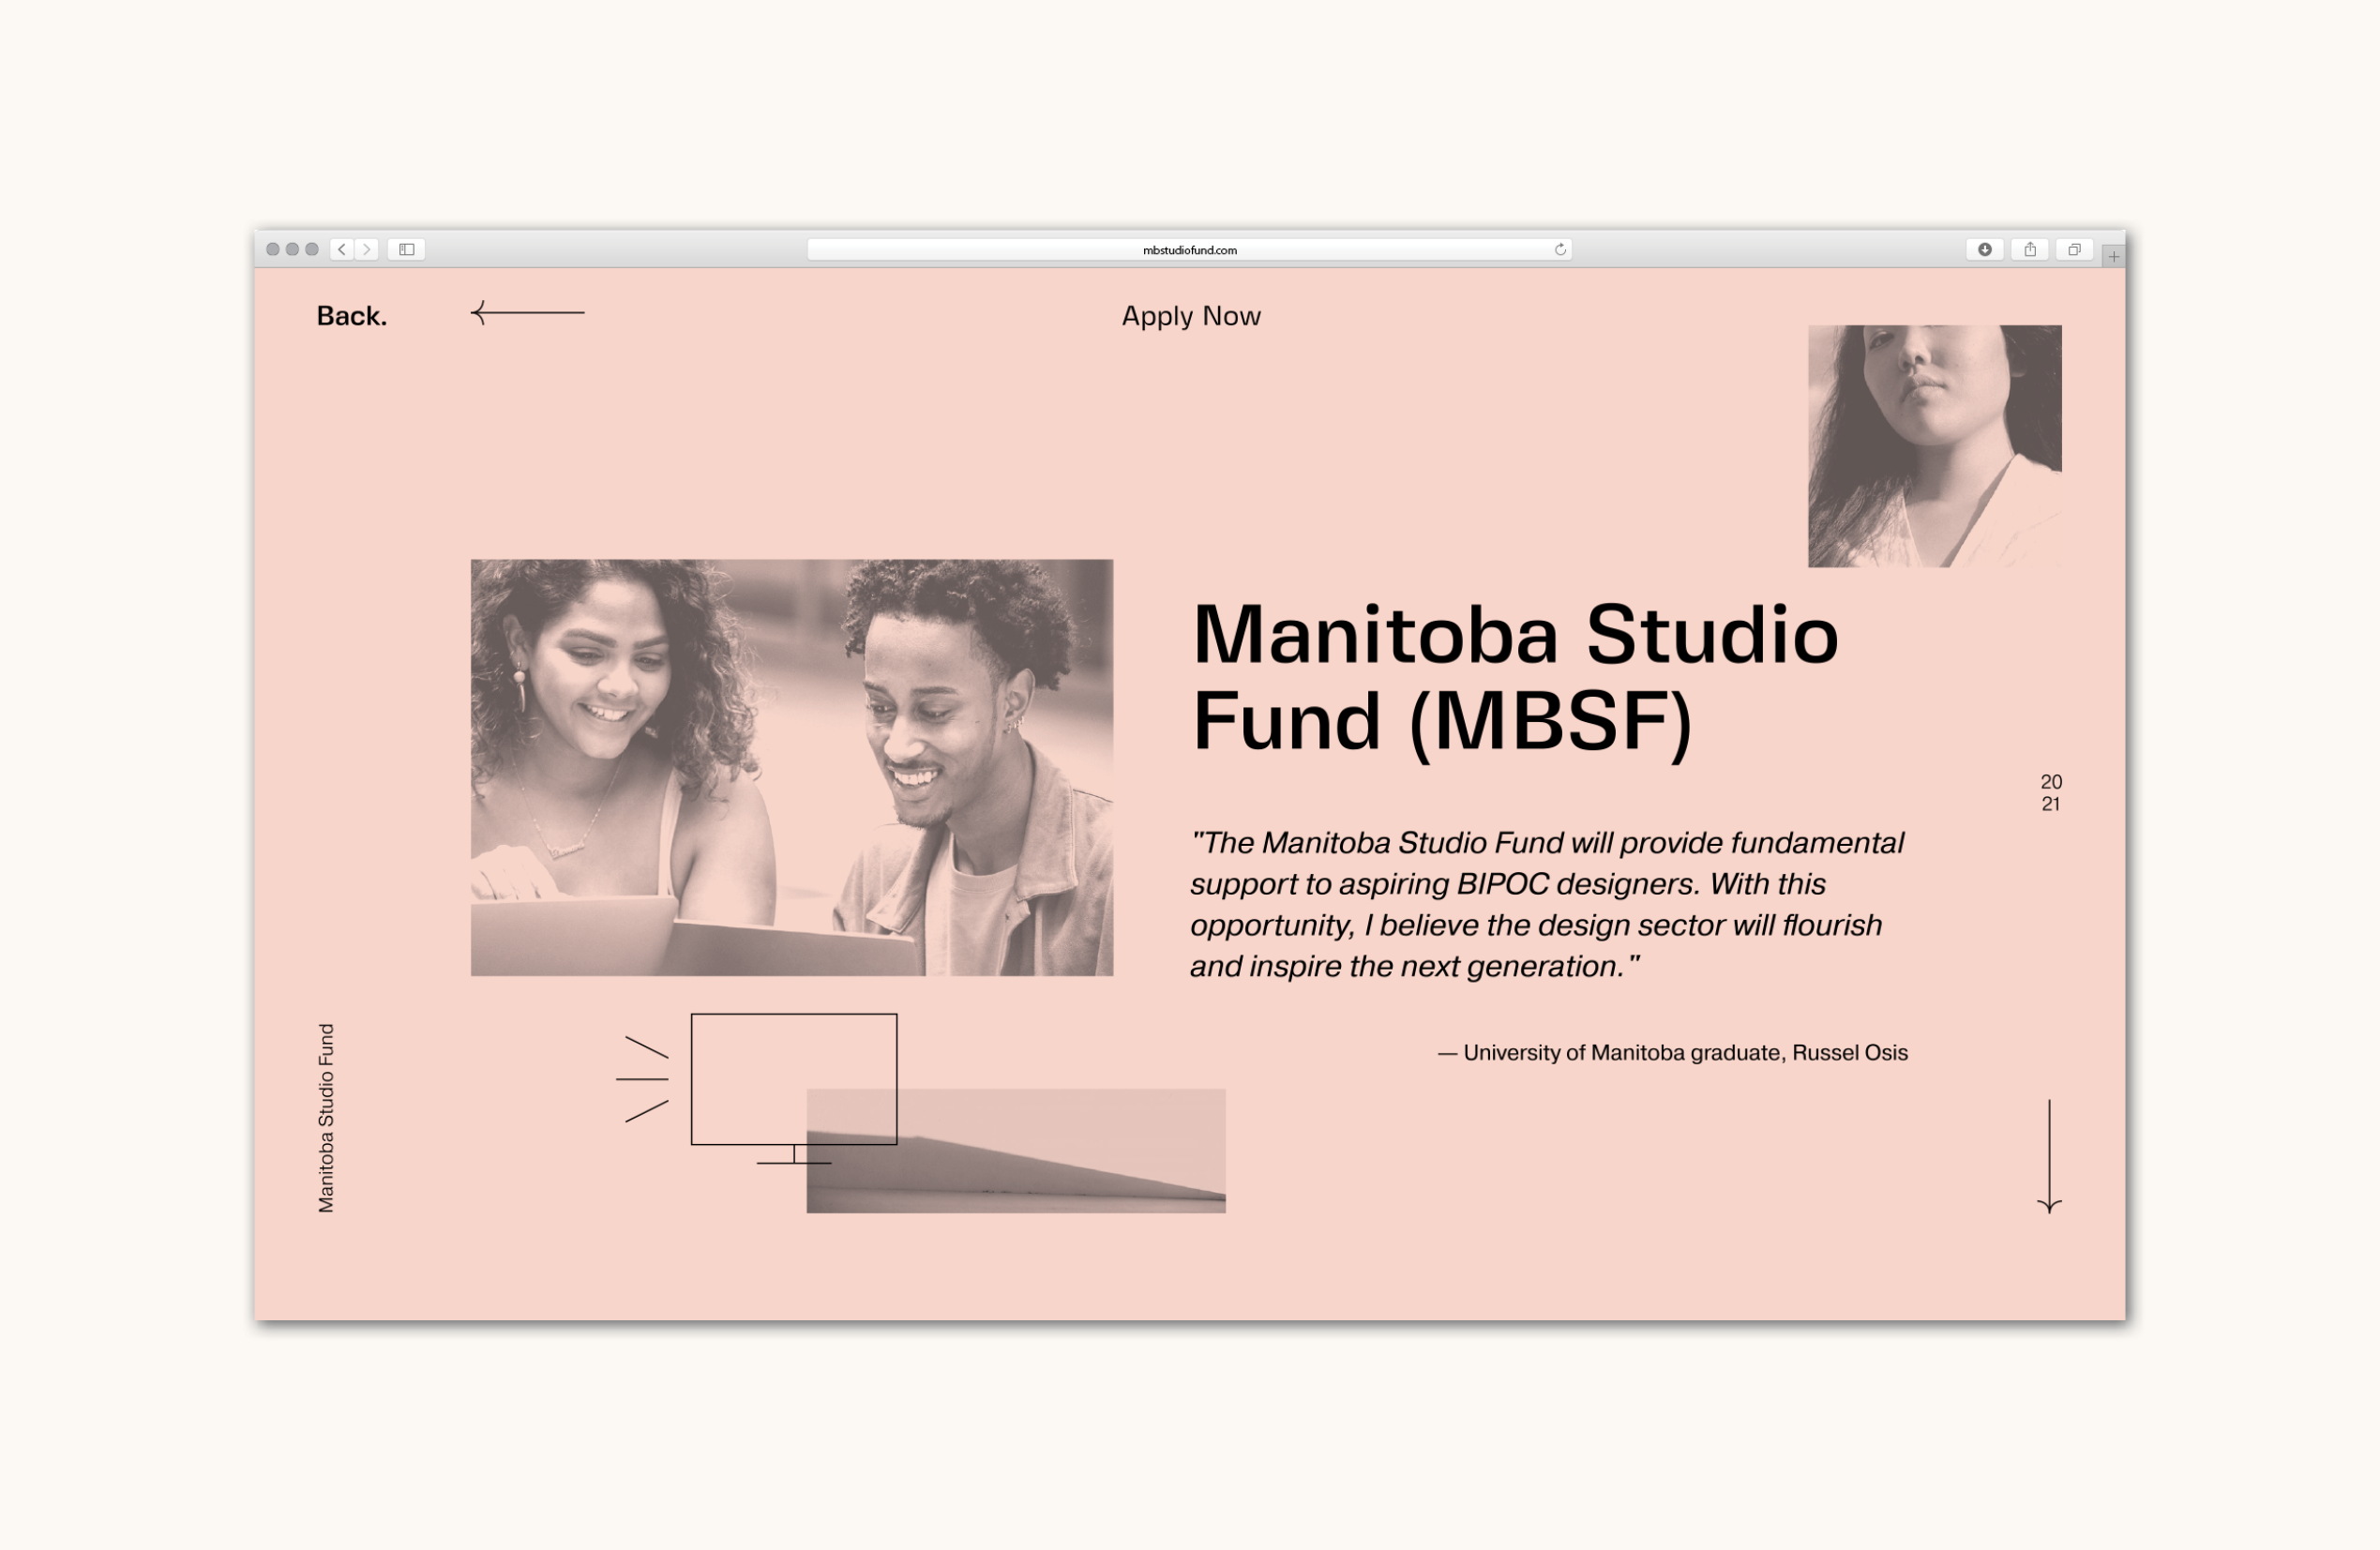 mbstudiofund.com
Back.
Apply Now
Manitoba Studio
Fund (MBSF)
20
21
"The Manitoba Studio Fund will provide fundamental
support to aspiring BIPOC designers. With this
opportunity, I believe the design sector will flourish
and inspire the next generation."
— University of Manitoba graduate, Russel Osis
Manitoba Studio Fund